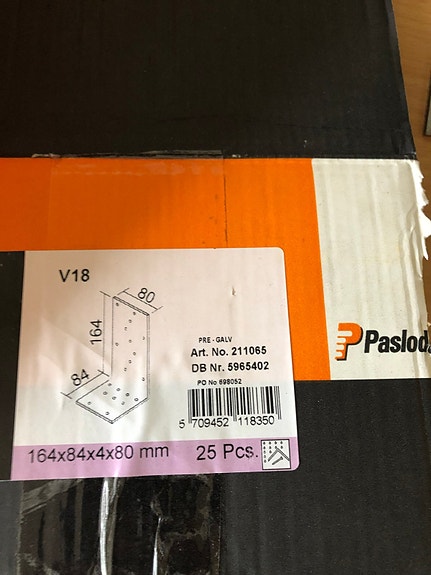 V18
80
164
84
PRE - GALV
Art. No. 211065
DB Nr. 5965402
PO No 698052
5 709452 118350
164x84x4x80 mm 25 Pcs.
Paslod